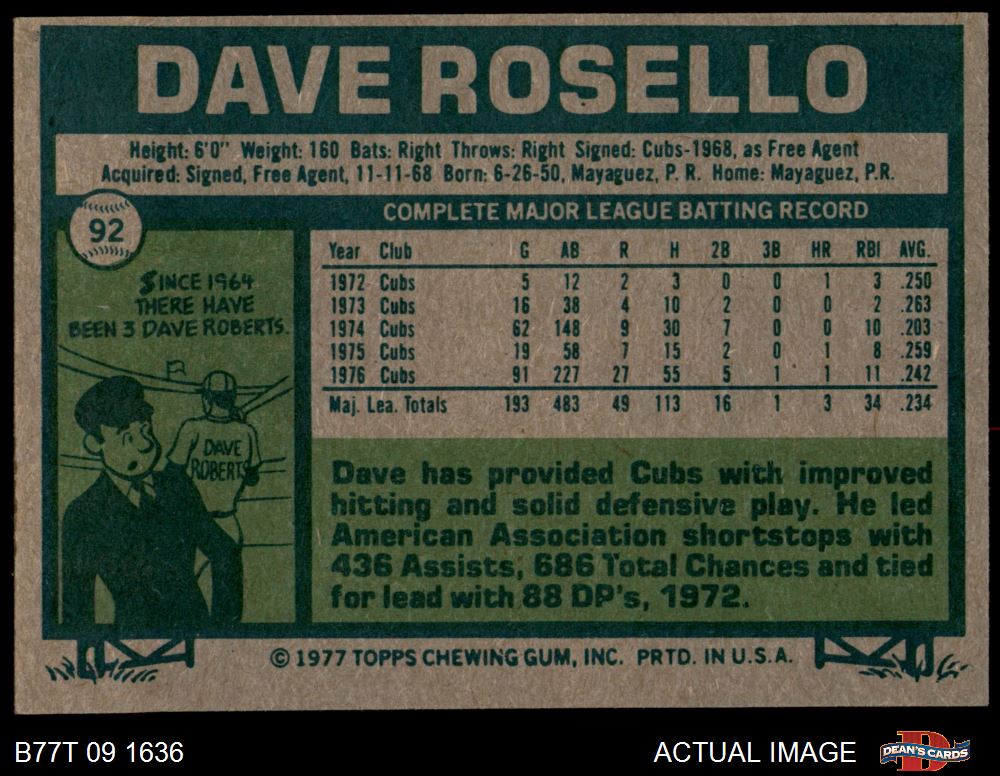 DAVE ROSELLO
Height: 6'0" Weight: 160 Bats: Right Throws: Right Signed: Cubs-1968, as Free Agent
Acquired: Signed, Free Agent, 11-11-68 Born: 6-26-50, Mayaguez, P. R. Home: Mayaguez, P.R.
92
COMPLETE MAJOR LEAGUE BATTING RECORD
Year Club G AB R H 2B 3B HR RBI AVG.
1972 Cubs 5 12 2 3 0 0 1 3 .250
1973 Cubs 16 38 4 10 2 0 0 2 .263
1974 Cubs 62 148 9 30 7 0 0 10 .203
1975 Cubs 19 58 7 15 2 0 1 8 .259
1976 Cubs 91 227 27 55 5 1 1 11 .242
Maj. Lea. Totals 193 483 49 113 16 1 3 34 .234
SINCE 1964
THERE HAVE
BEEN 3 DAVE ROBERTS.
DAVE
ROBERTS
Dave has provided Cubs with improved
hitting and solid defensive play. He led
American Association shortstops with
436 Assists, 686 Total Chances and tied
for lead with 88 DP's, 1972.
© 1977 TOPPS CHEWING GUM, INC. PRTD. IN U.S.A.
B77T 09 1636
ACTUAL IMAGE
DEAN'S CARDS